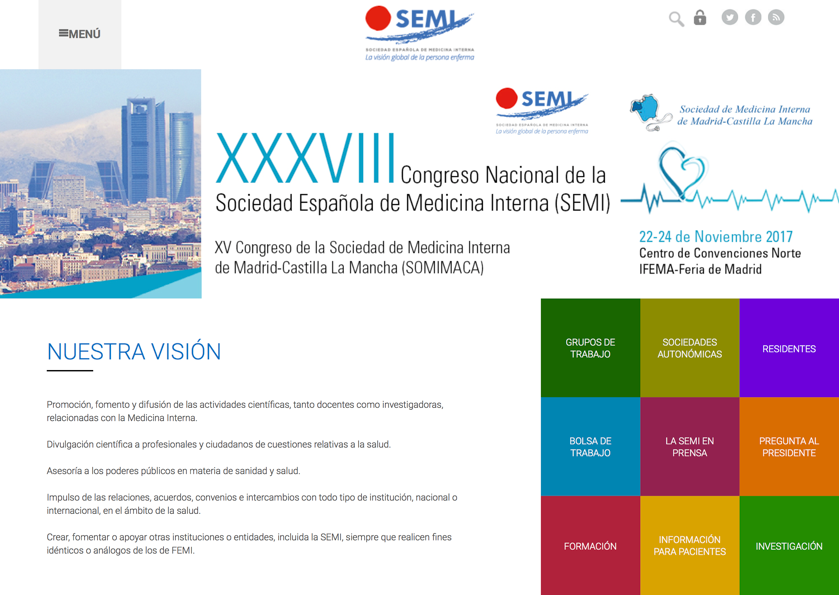 ≡MENÚ
SEMI
SOCIEDAD ESPAÑOLA DE MEDICINA INTERNA
La visión global de la persona enferma
SEMI
SOCIEDAD ESPAÑOLA DE MEDICINA INTERNA
La visión global de la persona enferma
Sociedad de Medicina Interna
de Madrid-Castilla La Mancha
XXXVIII Congreso Nacional de la
Sociedad Española de Medicina Interna (SEMI)
XV Congreso de la Sociedad de Medicina Interna
de Madrid-Castilla La Mancha (SOMIMACA)
22-24 de Noviembre 2017
Centro de Convenciones Norte
IFEMA-Feria de Madrid
NUESTRA VISIÓN
Promoción, fomento y difusión de las actividades científicas, tanto docentes como investigadoras,
relacionadas con la Medicina Interna.
Divulgación científica a profesionales y ciudadanos de cuestiones relativas a la salud.
Asesoría a los poderes públicos en materia de sanidad y salud.
Impulso de las relaciones, acuerdos, convenios e intercambios con todo tipo de institución, nacional o
internacional, en el ámbito de la salud.
Crear, fomentar o apoyar otras instituciones o entidades, incluida la SEMI, siempre que realicen fines
idénticos o análogos de los de FEMI.
GRUPOS DE
TRABAJO
SOCIEDADES
AUTONÓMICAS
RESIDENTES
BOLSA DE
TRABAJO
LA SEMI EN
PRENSA
PREGUNTA AL
PRESIDENTE
FORMACIÓN
INFORMACIÓN
PARA PACIENTES
INVESTIGACIÓN